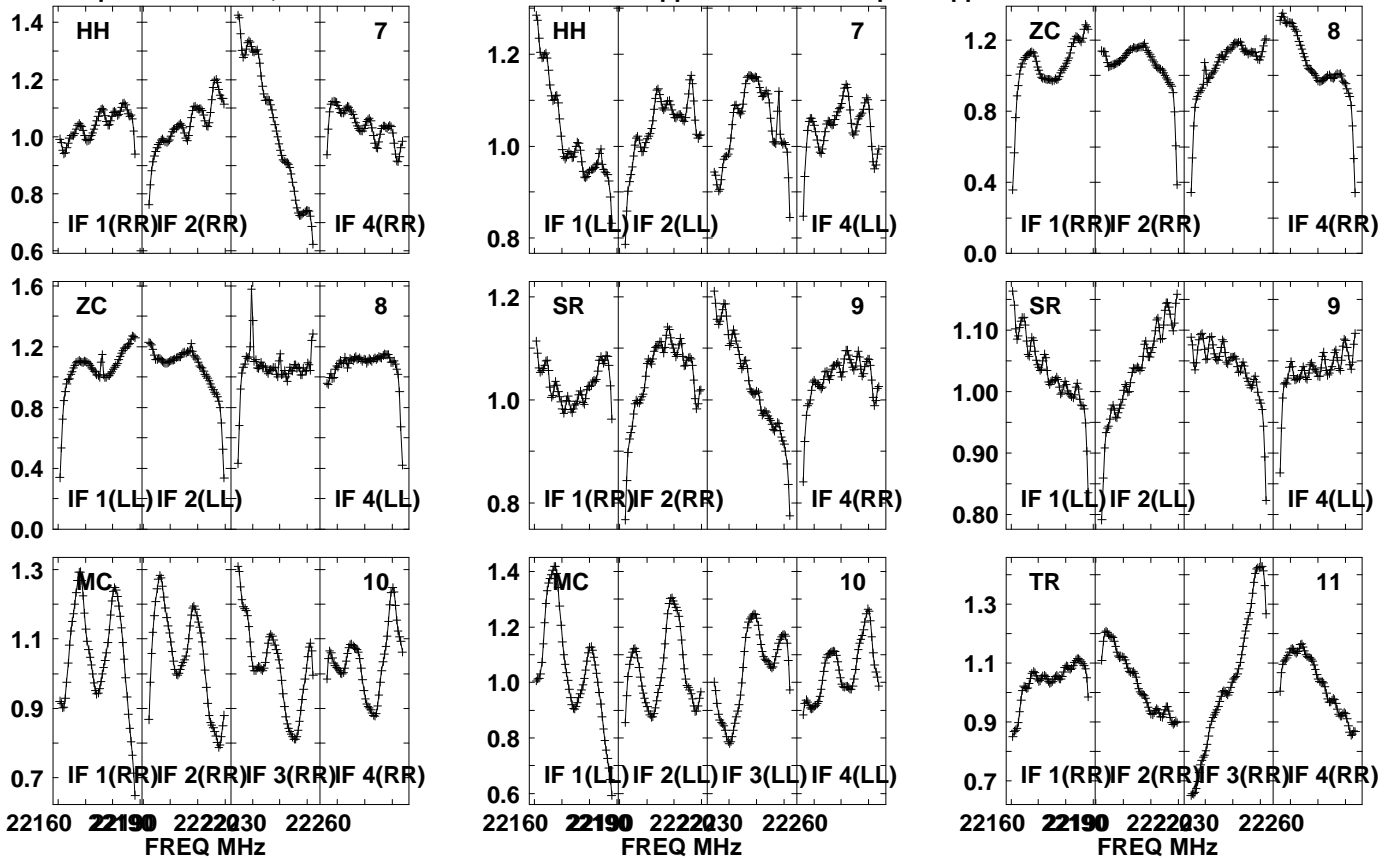 HH 7
1.4
1.2
1.0
0.8
0.6
IF 1(RR) IF 2(RR) IF 4(RR)
HH 7
1.2
1.0
0.8
IF 1(LL) IF 2(LL) IF 4(LL)
ZC 8
1.2
0.8
0.4
0.0
IF 1(RR) IF 2(RR) IF 4(RR)
ZC 8
1.6
1.2
0.8
0.4
0.0
IF 1(LL) IF 2(LL) IF 4(LL)
SR 9
1.2
1.0
0.8
IF 1(RR) IF 2(RR) IF 4(RR)
SR 9
1.10
1.00
0.90
0.80
IF 1(LL) IF 2(LL) IF 4(LL)
MC 10
1.3
1.1
0.9
0.7
IF 1(RR) IF 2(RR) IF 3(RR) IF 4(RR)
22160 22190 22230 22260
FREQ MHz
MC 10
1.4
1.2
1.0
0.8
0.6
IF 1(LL) IF 2(LL) IF 3(LL) IF 4(LL)
TR 11
1.3
1.1
0.9
0.7
IF 1(RR) IF 2(RR) IF 3(RR) IF 4(RR)
22160 22190 22230 22260
FREQ MHz